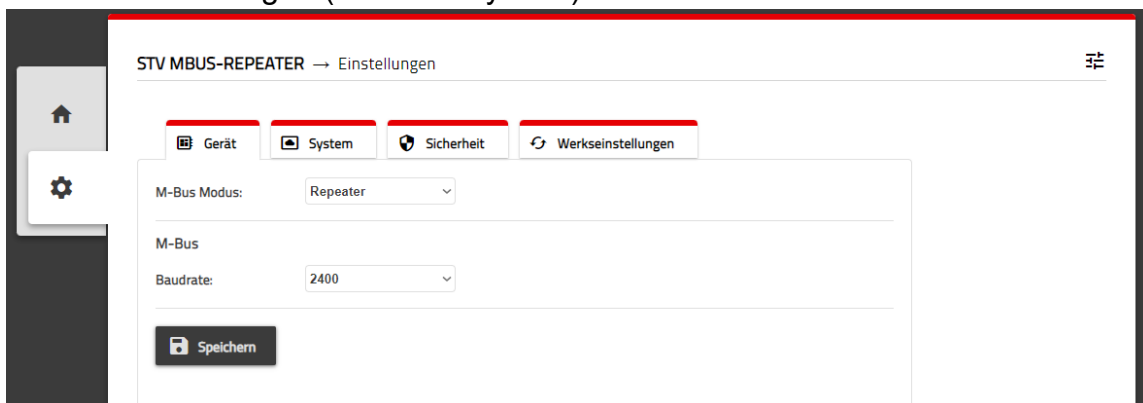 STV MBUS-REPEATER → Einstellungen
Gerät System Sicherheit Werkseinstellungen
M-Bus Modus: Repeater
M-Bus
Baudrate: 2400
Speichern